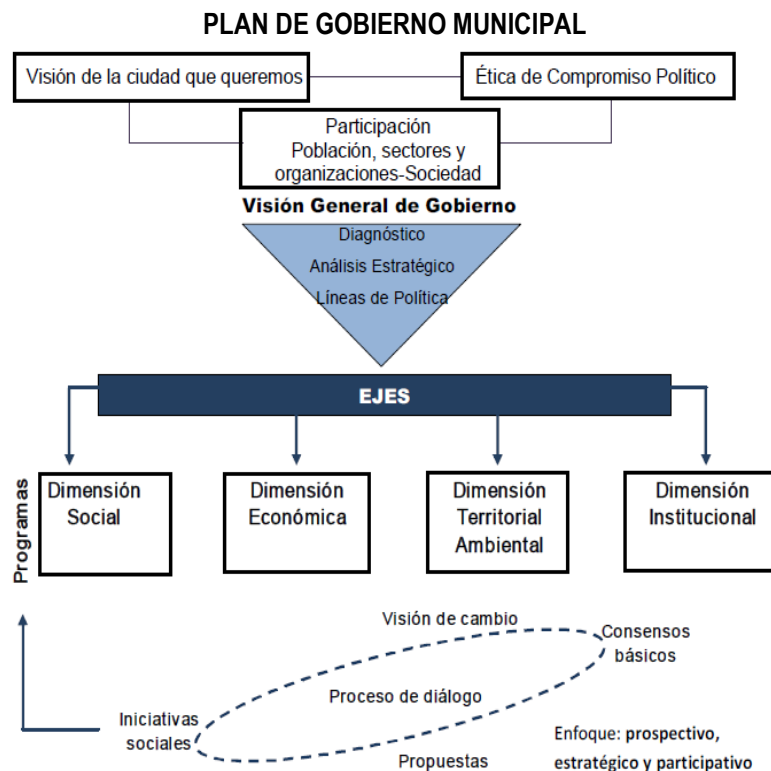 PLAN DE GOBIERNO MUNICIPAL
Visión de la ciudad que queremos
Ética de Compromiso Político
Participación
Población, sectores y
organizaciones-Sociedad
Visión General de Gobierno
Diagnóstico
Análisis Estratégico
Líneas de Política
EJES
Programas
Dimensión
Social
Dimensión
Económica
Dimensión
Territorial
Ambiental
Dimensión
Institucional
Visión de cambio
Consensos
básicos
Proceso de diálogo
Iniciativas
sociales
Propuestas
Enfoque: prospectivo,
estratégico y participativo